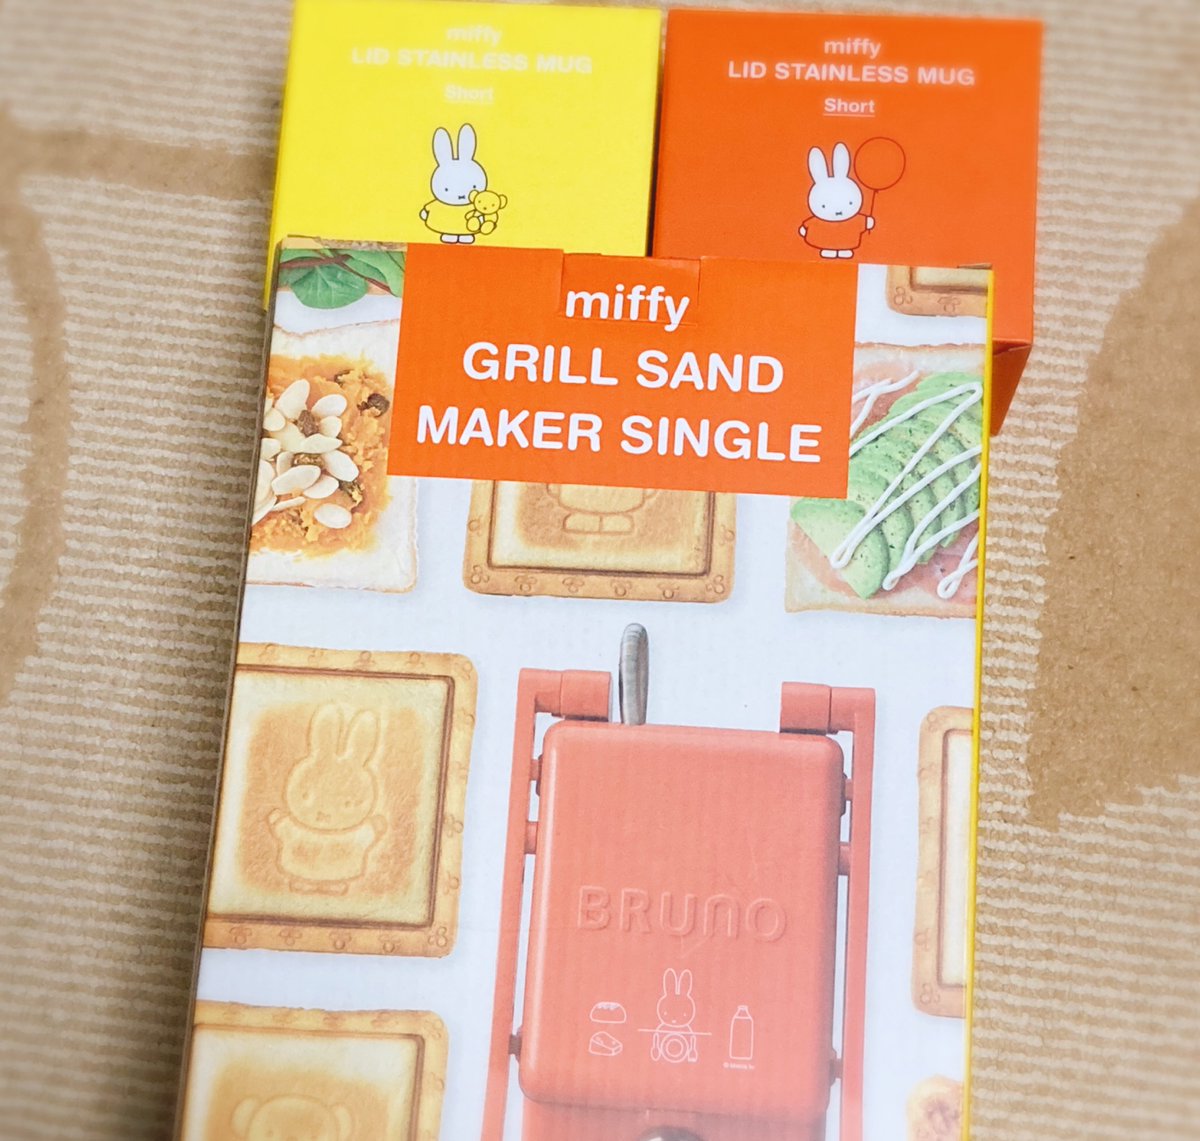 miffy
LID STAINLESS MUG
Short
miffy
LID STAINLESS MUG
Short
miffy
GRILL SAND
MAKER SINGLE
BRUNO